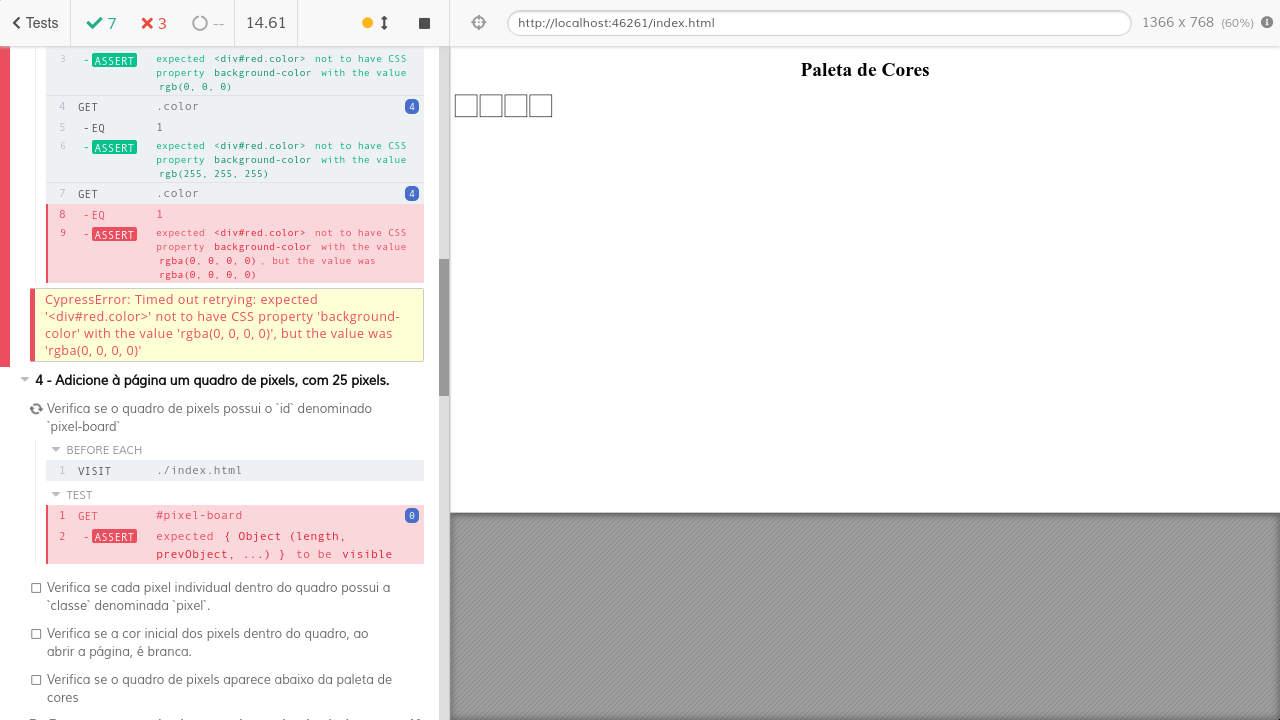 Tests
7
3
--
14.61
http://localhost:46261/index.html
1366 x 768 (60%)
3 - ASSERT expected <div#red.color> not to have CSS
property background-color with the value
rgb(0, 0, 0)
4 GET .color 4
5 - EQ 1
6 - ASSERT expected <div#red.color> not to have CSS
property background-color with the value
rgb(255, 255, 255)
7 GET .color 4
8 - EQ 1
9 - ASSERT expected <div#red.color> not to have CSS
property background-color with the value
rgba(0, 0, 0, 0), but the value was
rgba(0, 0, 0, 0)
CypressError: Timed out retrying: expected
'<div#red.color>' not to have CSS property 'background-
color' with the value 'rgba(0, 0, 0, 0)', but the value was
'rgba(0, 0, 0, 0)'
4 - Adicione à página um quadro de pixels, com 25 pixels.
Verifica se o quadro de pixels possui o `id` denominado
`pixel-board`
BEFORE EACH
1 VISIT ./index.html
TEST
1 GET #pixel-board 0
2 - ASSERT expected { Object (length,
prevObject, ...) } to be visible
Verifica se cada pixel individual dentro do quadro possui a
`classe` denominada `pixel`.
Verifica se a cor inicial dos pixels dentro do quadro, ao
abrir a página, é branca.
Verifica se o quadro de pixels aparece abaixo da paleta de
cores
Paleta de Cores